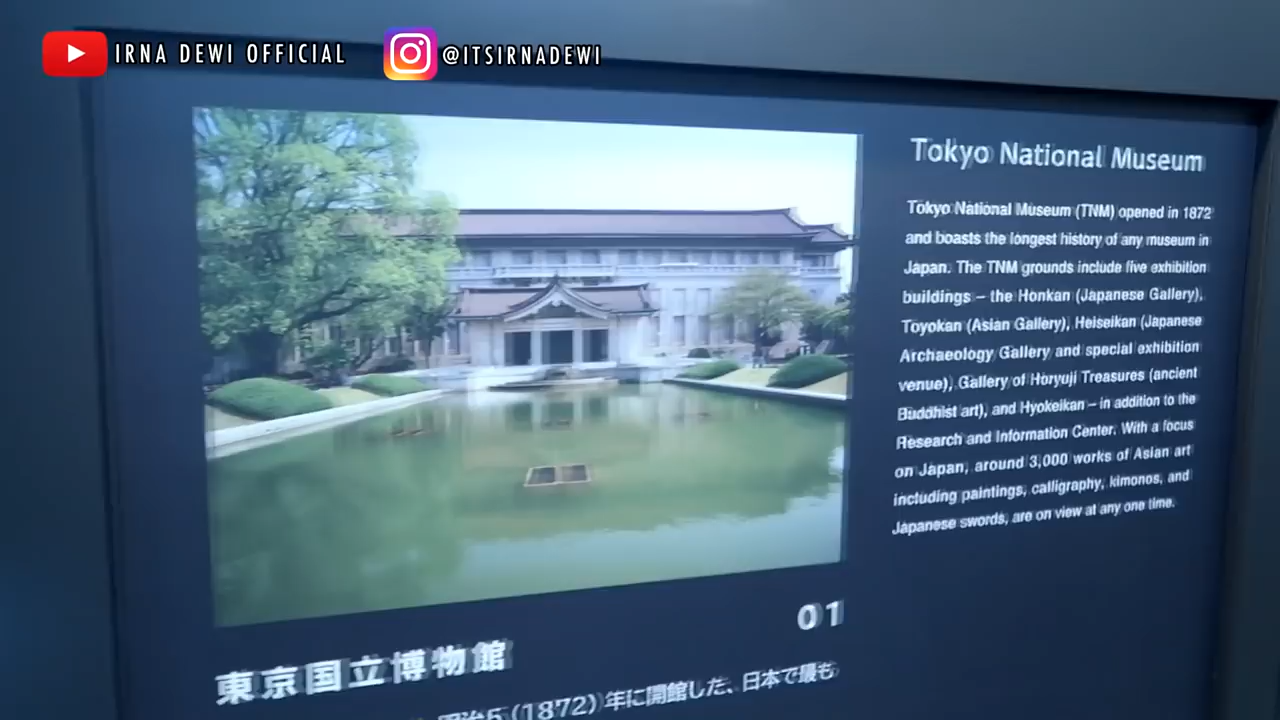 IRNA DEWI OFFICIAL
@ITSIRNADEWI
Tokyo National Museum
Tokyo National Museum (TNM) opened in 1872
and boasts the longest history of any museum in
Japan. The TNM grounds include five exhibition
buildings – the Honkan (Japanese Gallery),
Toyokan (Asian Gallery), Heiseikan (Japanese
Archaeology Gallery and special exhibition
venue), Gallery of Horyuji Treasures (ancient
Buddhist art), and Hyokeikan – in addition to the
Research and Information Center. With a focus
on Japan, around 3,000 works of Asian art
including paintings, calligraphy, kimonos, and
Japanese swords, are on view at any one time.
01
東京国立博物館
明治5(1872)年に開館した、日本で最も